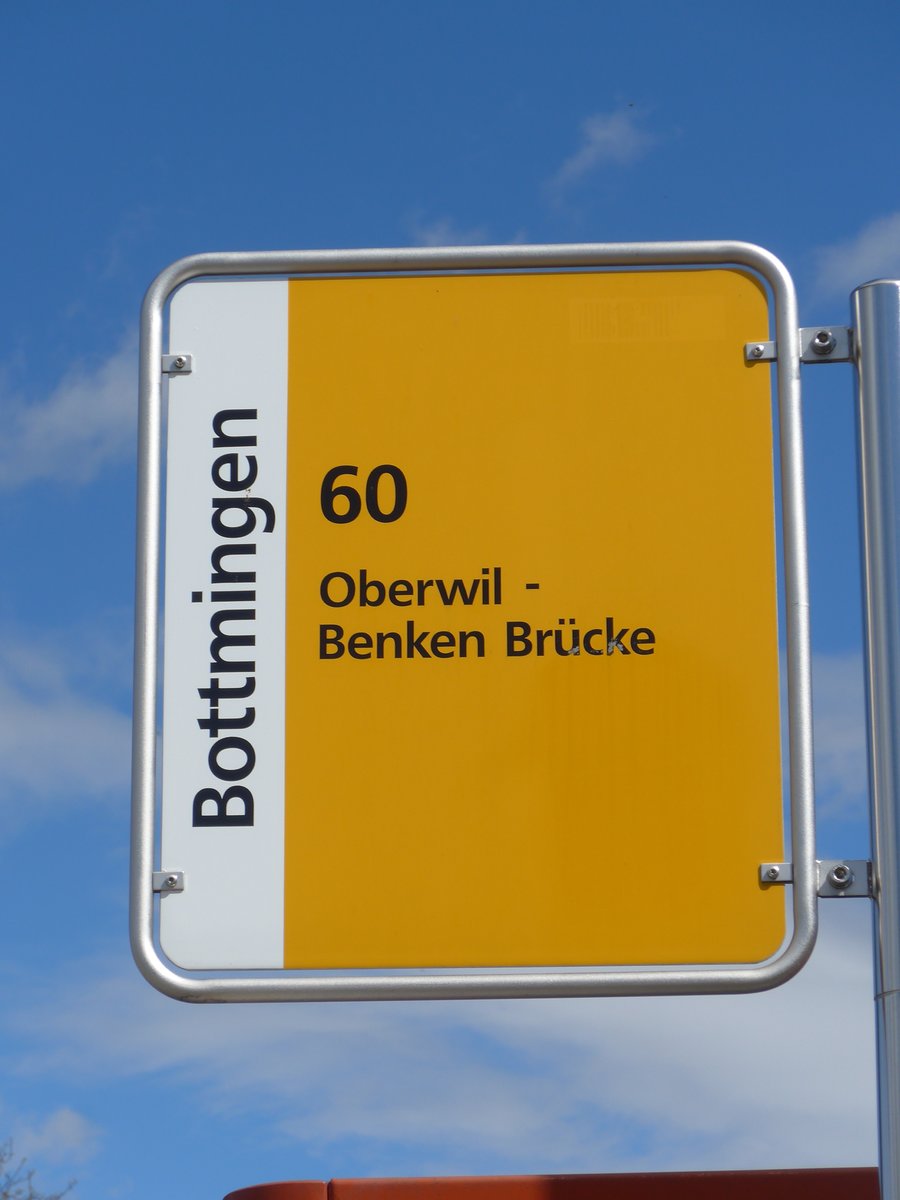 Bottmingen
60
Oberwil -
Benken Brücke